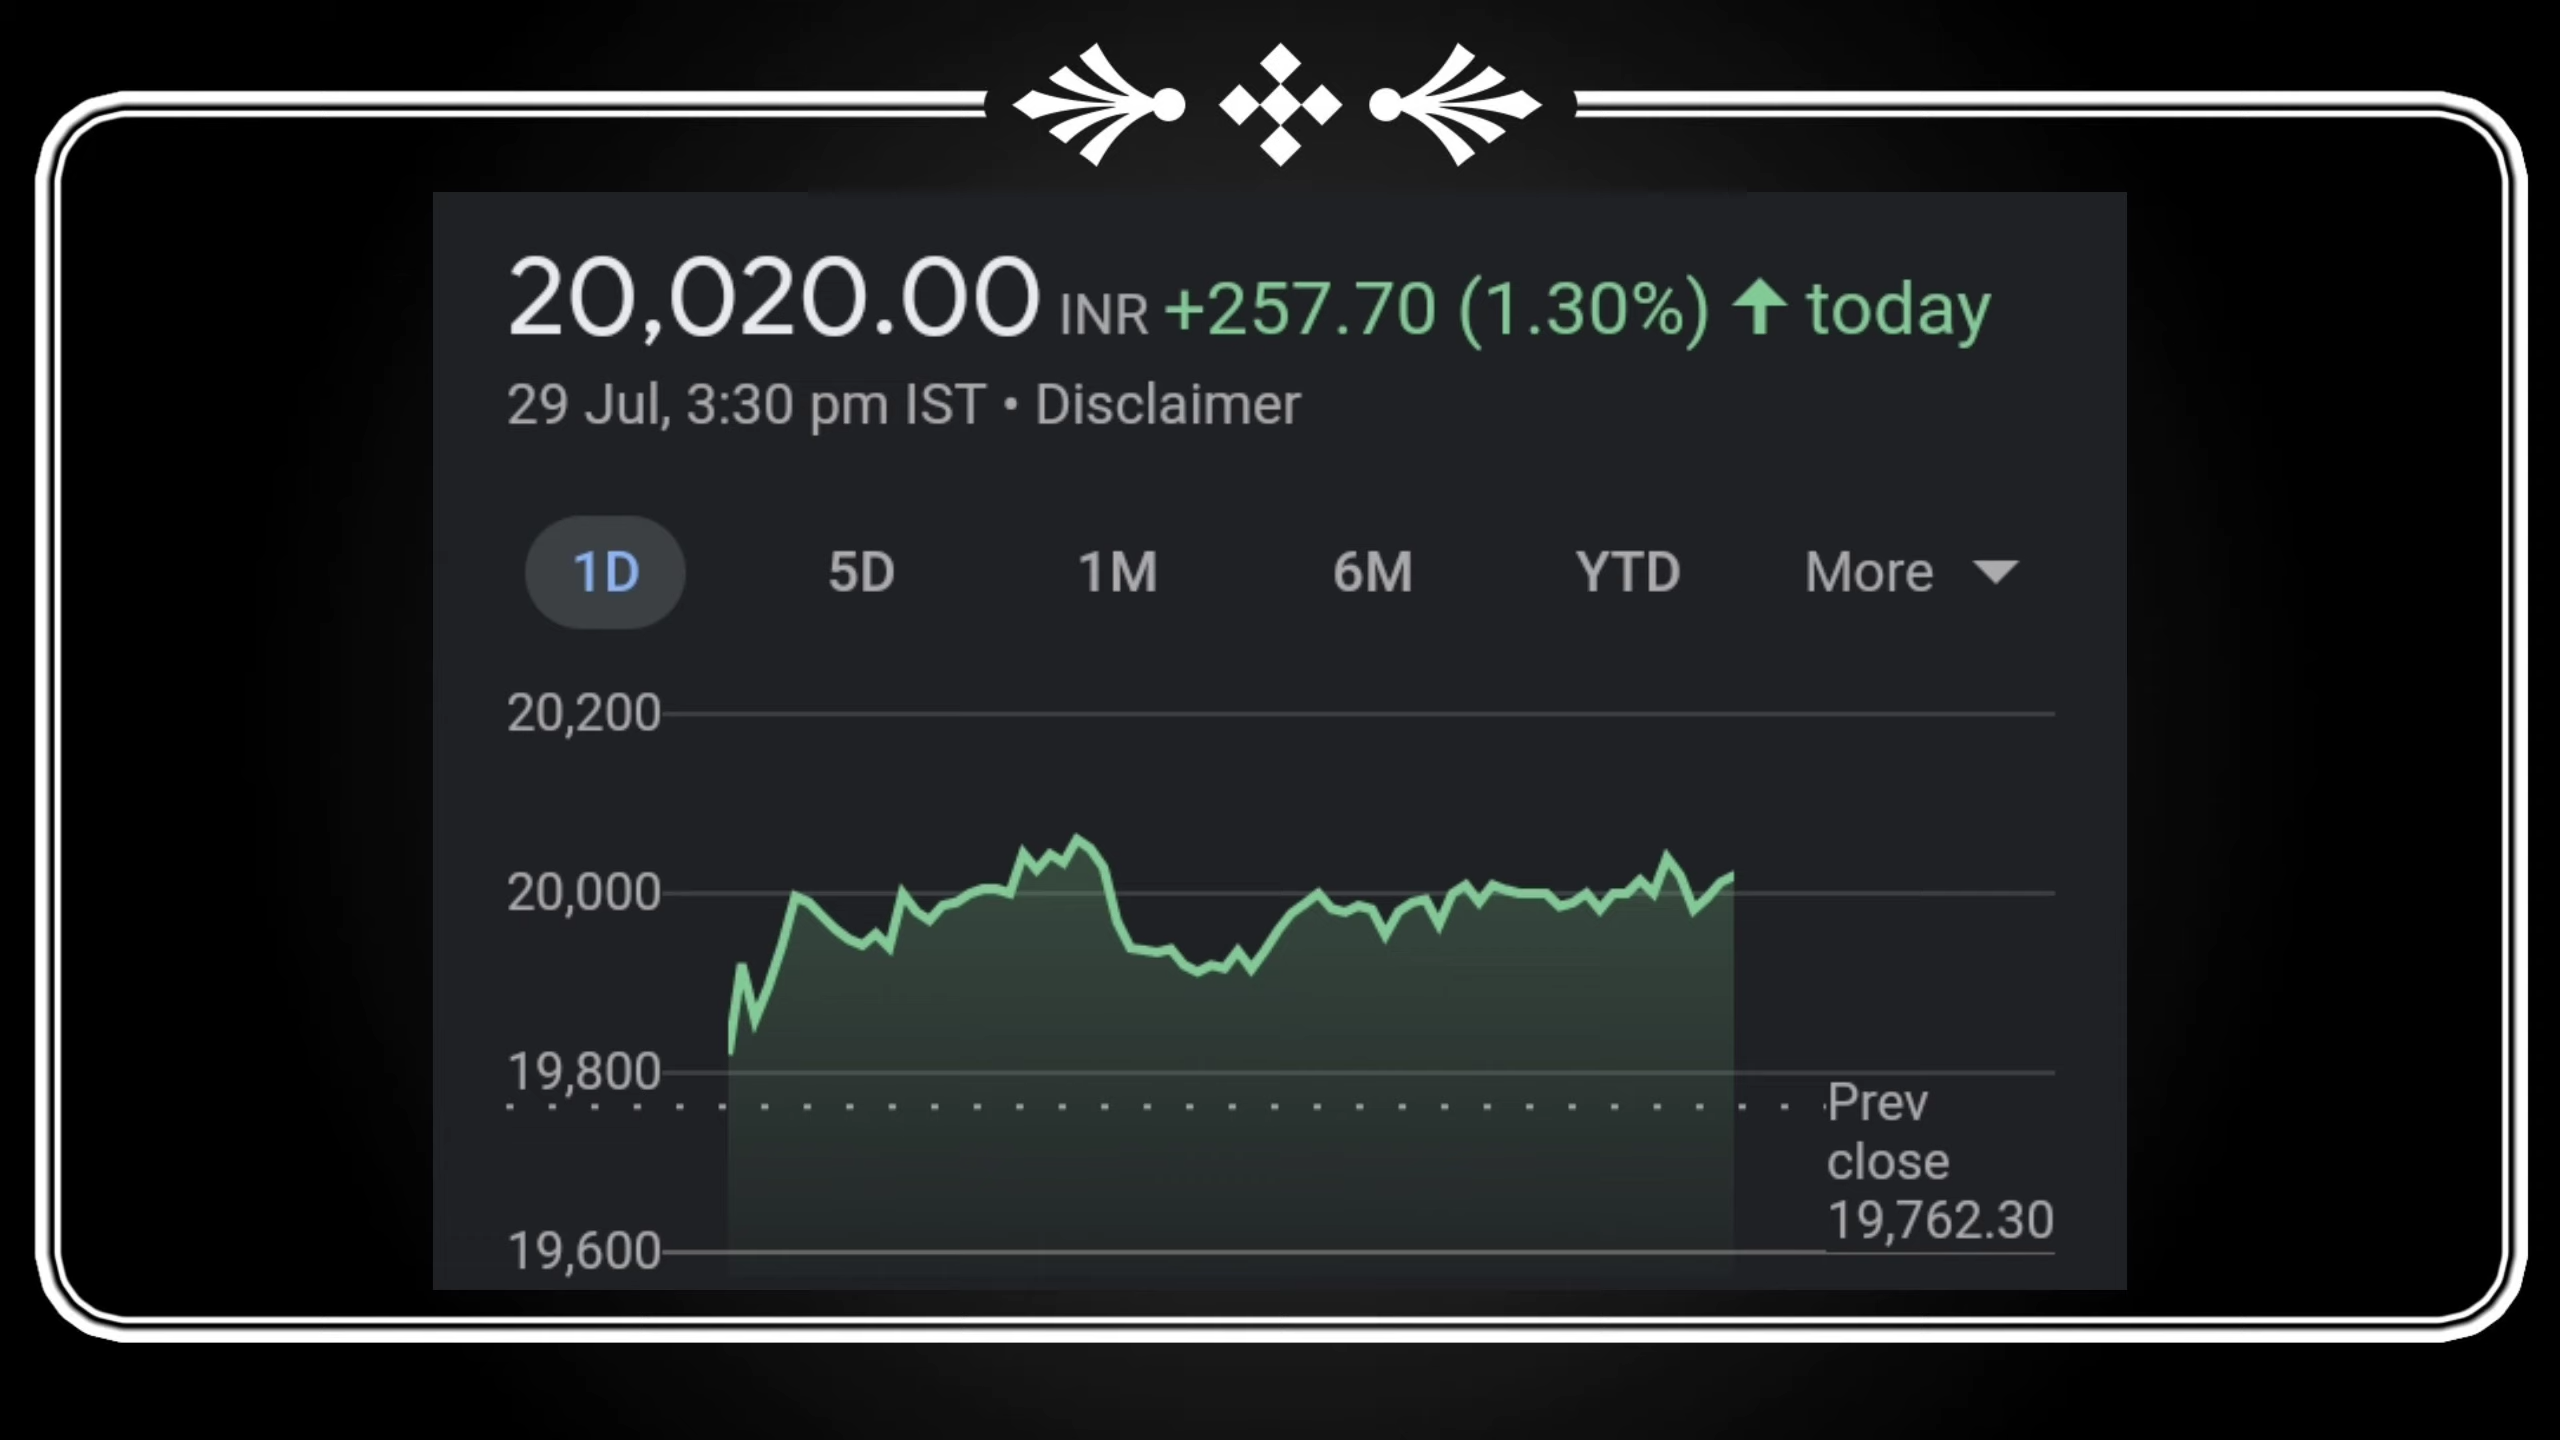 20,020.00 INR +257.70 (1.30%) ↑ today
29 Jul, 3:30 pm IST • Disclaimer
1D 5D 1M 6M YTD More
20,200
20,000
19,800
Prev
close
19,762.30
19,600